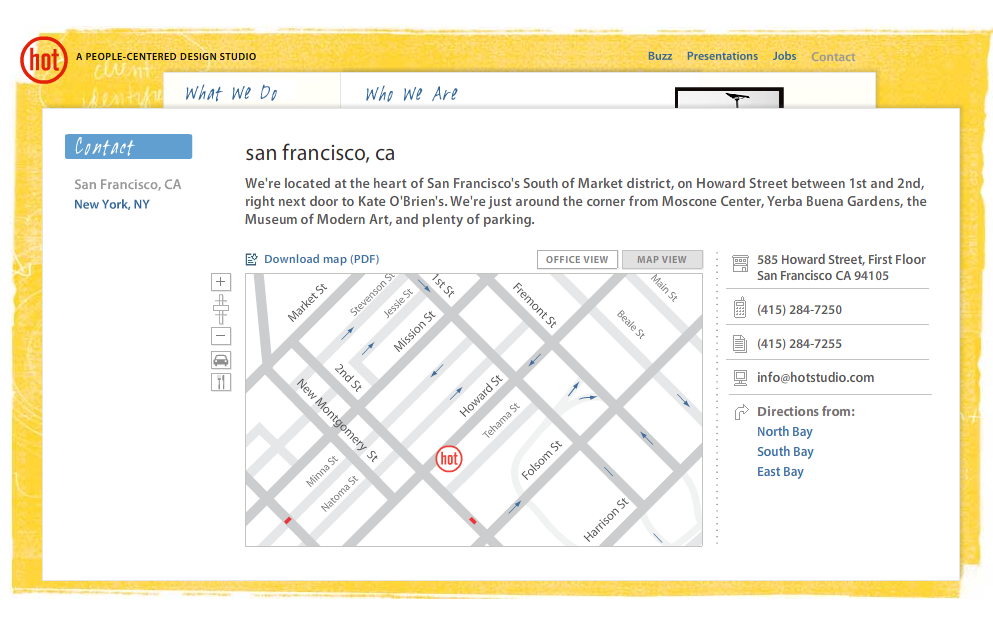 hot
A PEOPLE-CENTERED DESIGN STUDIO
Buzz Presentations Jobs Contact
client
identifie
What We Do
Who We Are
Contact
San Francisco, CA
New York, NY
san francisco, ca
We're located at the heart of San Francisco's South of Market district, on Howard Street between 1st and 2nd,
right next door to Kate O'Brien's. We're just around the corner from Moscone Center, Yerba Buena Gardens, the
Museum of Modern Art, and plenty of parking.
Download map (PDF)
OFFICE VIEW
MAP VIEW
Market St
Stevenson St
Jessie St
1st St
Mission St
Fremont St
Main St
Beale St
2nd St
New Montgomery St
Howard St
Tehama St
hot
Folsom St
Minna St
Natoma St
Harrison St
585 Howard Street, First Floor
San Francisco CA 94105
(415) 284-7250
(415) 284-7255
info@hotstudio.com
Directions from:
North Bay
South Bay
East Bay